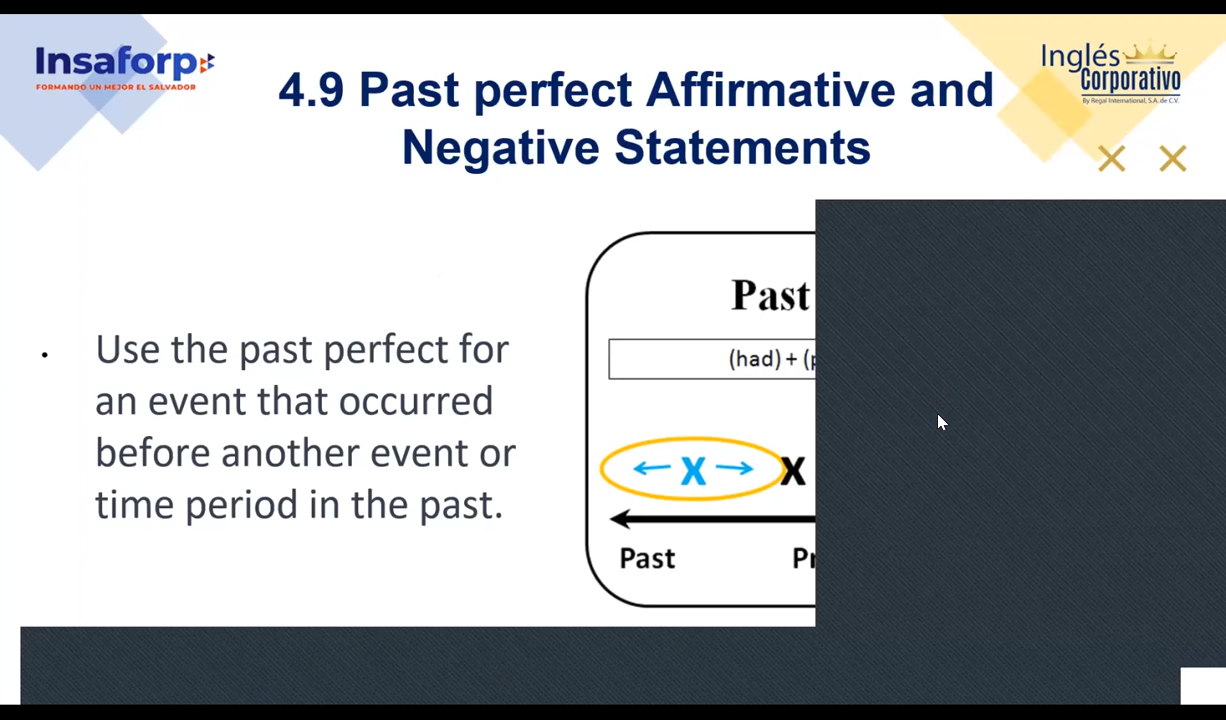 Insaforp
FORMANDO UN MEJOR EL SALVADOR
4.9 Past perfect Affirmative and
Negative Statements
Inglés
Corporativo
By Regal International, S.A. de C.V.
• Use the past perfect for
an event that occurred
before another event or
time period in the past.
Past
(had) + (
X X
Past